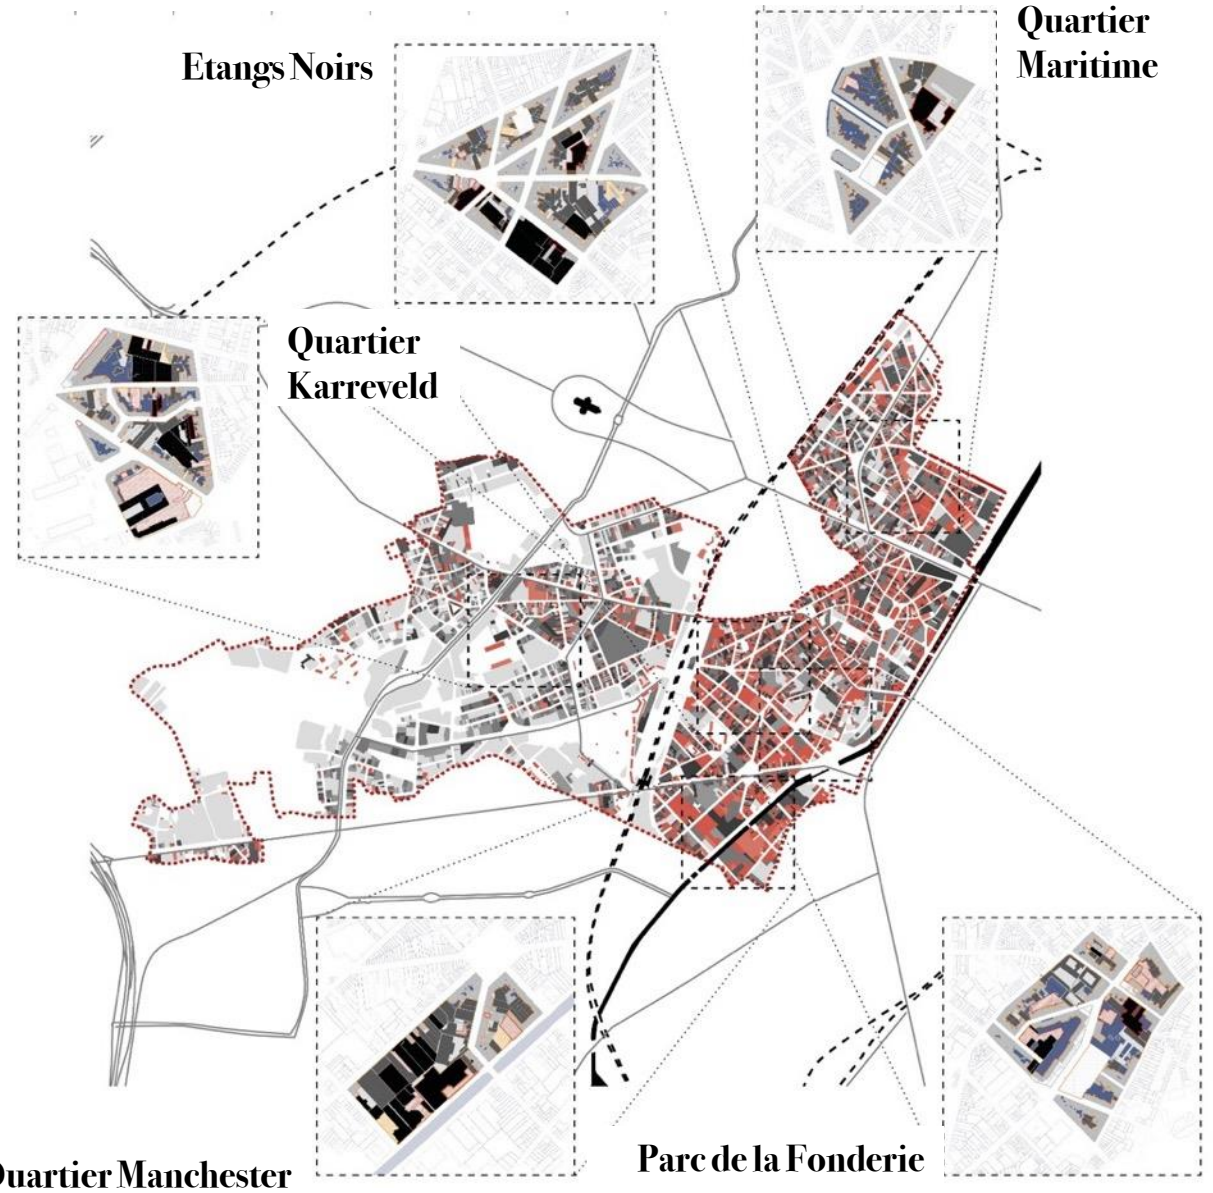 Quartier
Maritime
Etangs Noirs
Quartier
Karreveld
Parc de la Fonderie
Quartier Manchester